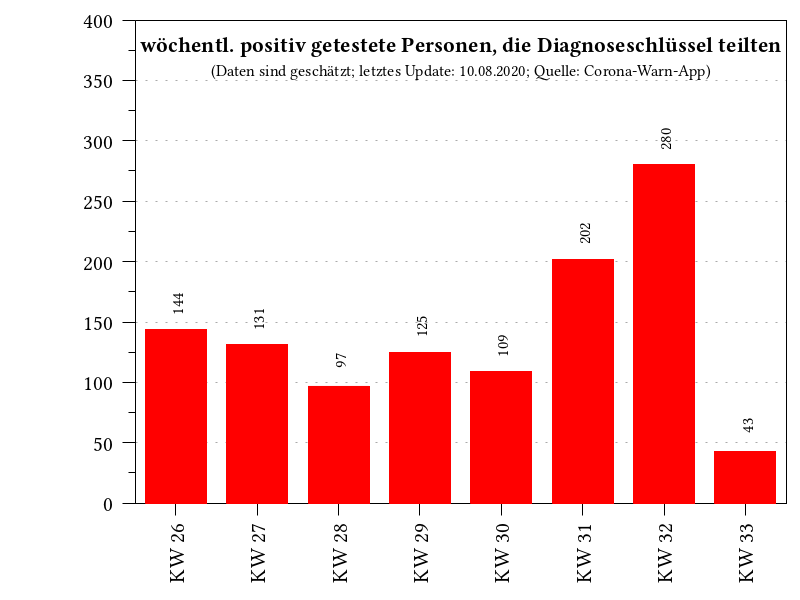 wöchentl. positiv getestete Personen, die Diagnoseschlüssel teilten
(Daten sind geschätzt; letztes Update: 10.08.2020; Quelle: Corona-Warn-App)
400
350
300
250
200
150
100
50
0
144
131
97
125
109
202
280
43
KW 26
KW 27
KW 28
KW 29
KW 30
KW 31
KW 32
KW 33